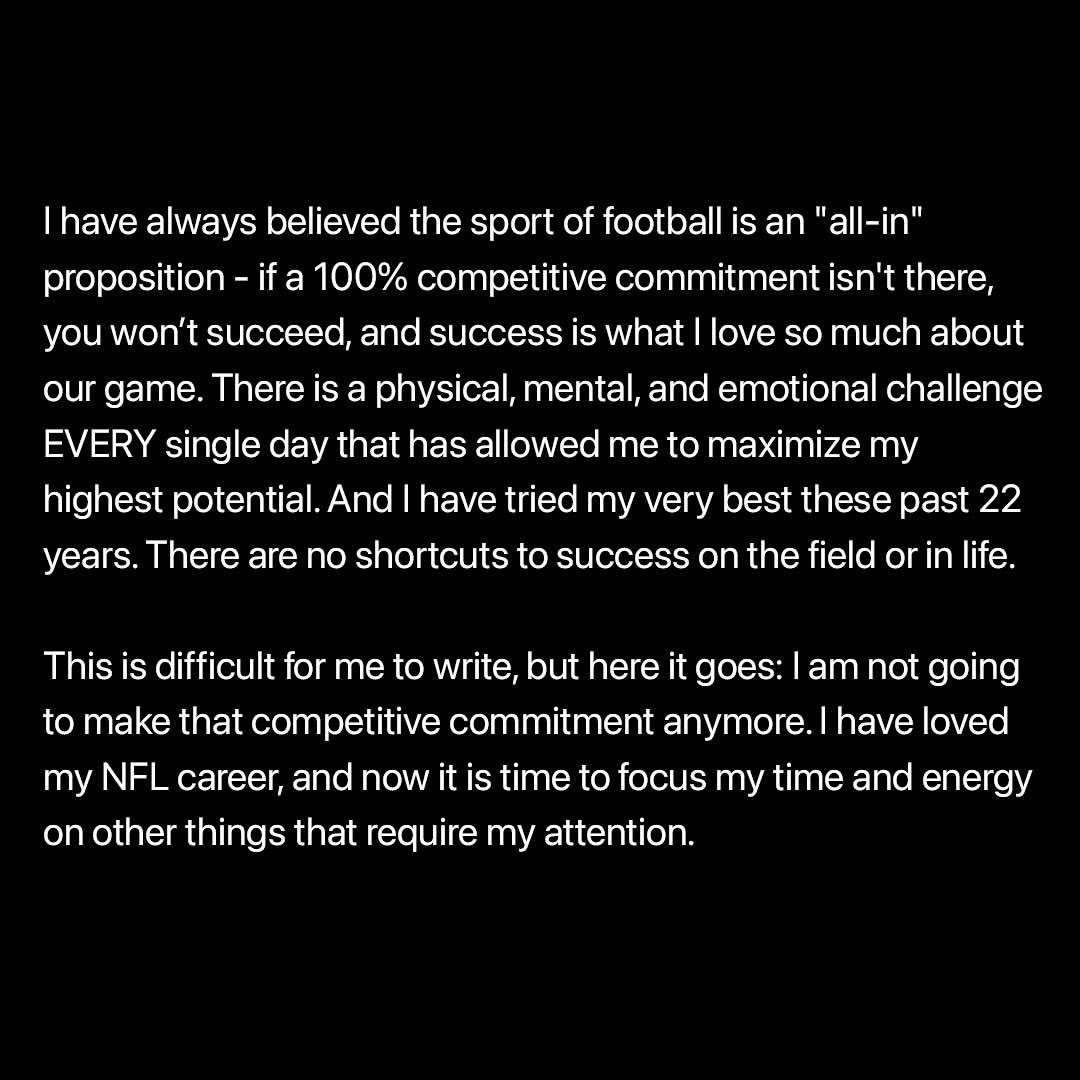 I have always believed the sport of football is an "all-in"
proposition - if a 100% competitive commitment isn't there,
you won’t succeed, and success is what I love so much about
our game. There is a physical, mental, and emotional challenge
EVERY single day that has allowed me to maximize my
highest potential. And I have tried my very best these past 22
years. There are no shortcuts to success on the field or in life.
This is difficult for me to write, but here it goes: I am not going
to make that competitive commitment anymore. I have loved
my NFL career, and now it is time to focus my time and energy
on other things that require my attention.